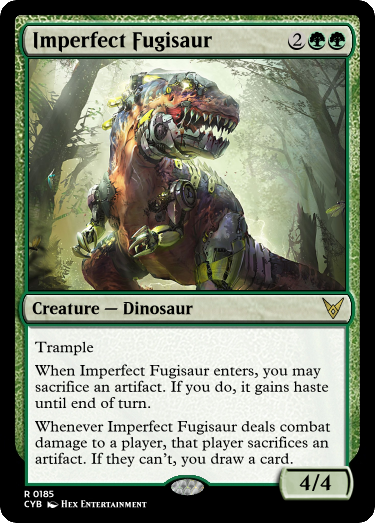 Imperfect Fugisaur 2
Creature — Dinosaur
Trample
When Imperfect Fugisaur enters, you may
sacrifice an artifact. If you do, it gains haste
until end of turn.
Whenever Imperfect Fugisaur deals combat
damage to a player, that player sacrifices an
artifact. If they can't, you draw a card.
4/4
R 0185
CYB Hex Entertainment